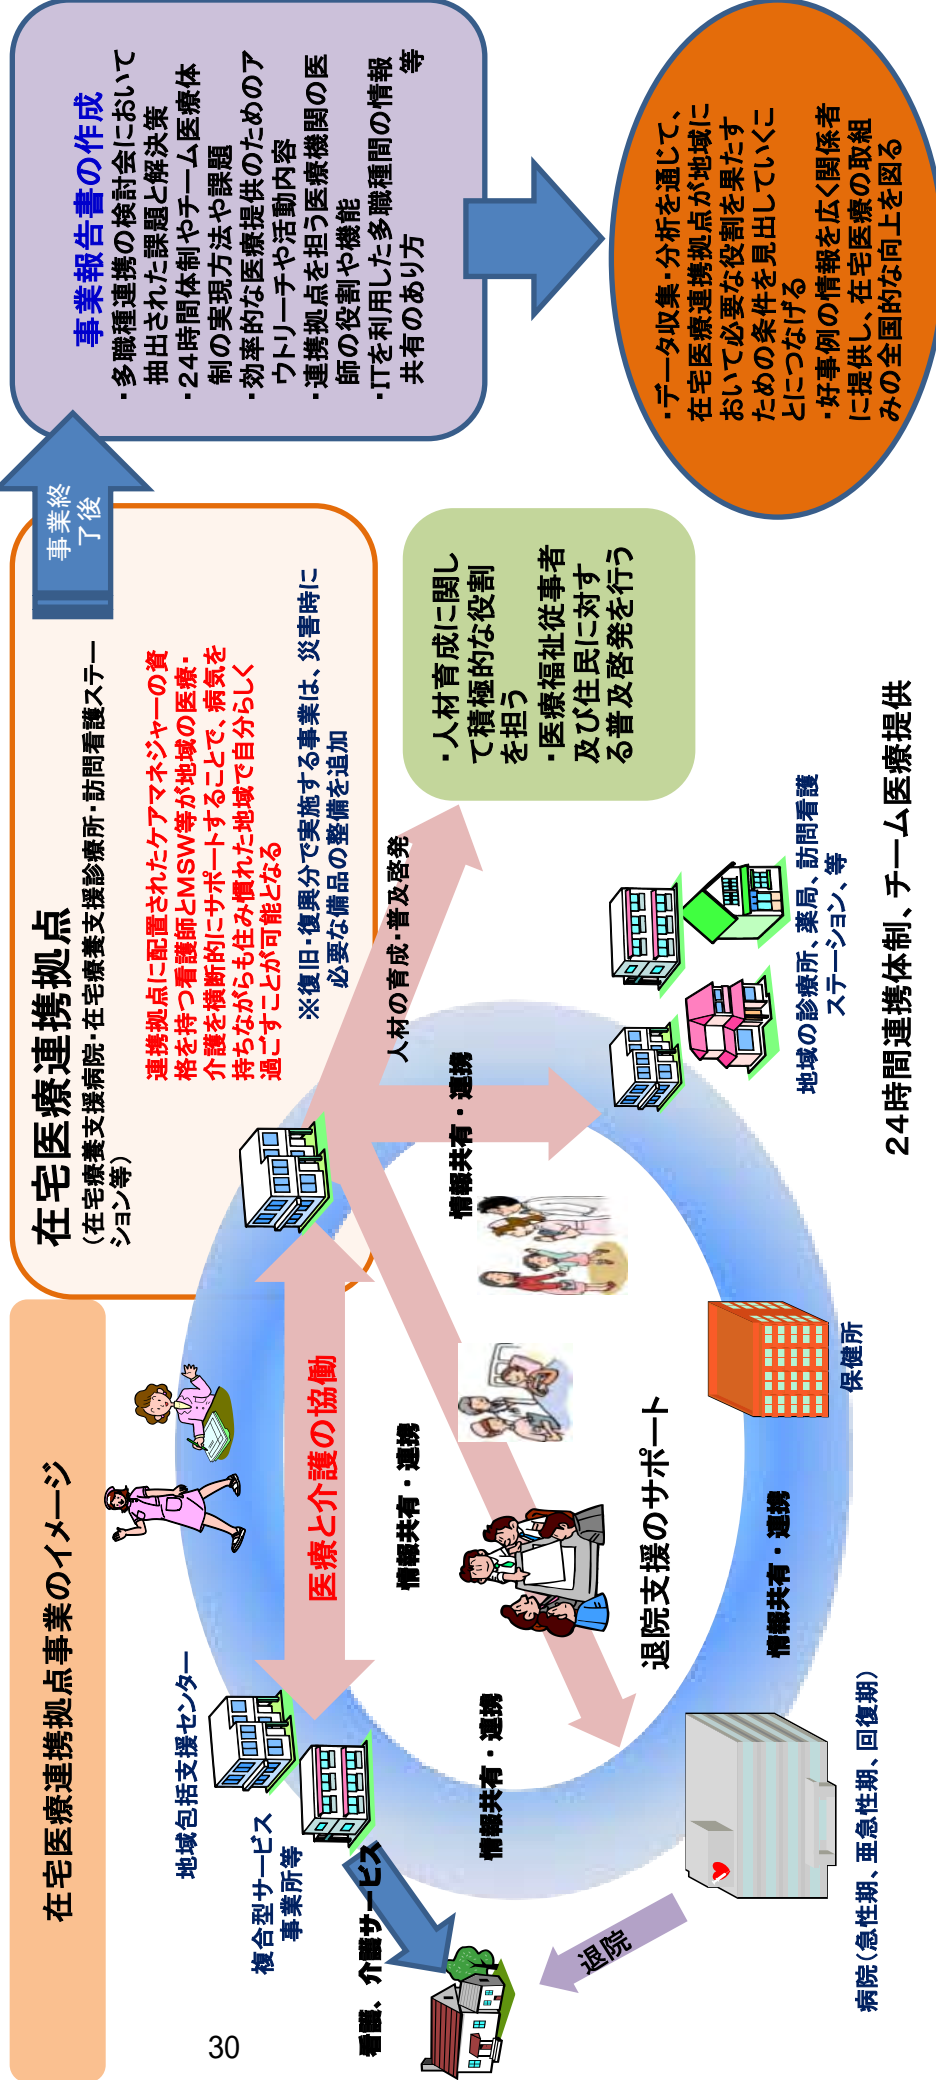 在宅医療連携拠点事業のイメージ
在宅医療連携拠点
(在宅療養支援病院・在宅療養支援診療所・訪問看護ステー
ション等)
連携拠点に配置されたケアマネジャーの資
格を持つ看護師とMSW等が地域の医療・
介護を横断的にサポートすることで、病気を
持ちながらも住み慣れた地域で自分らしく
過ごすことが可能となる
※復旧・復興分で実施する事業は、災害時に
必要な備品の整備を追加
事業終
了後
事業報告書の作成
・多職種連携の検討会において
抽出された課題と解決策
・24時間体制やチーム医療体
制の実現方法や課題
・効率的な医療提供のためのア
ウトリーチや活動内容
・連携拠点を担う医療機関の医
師の役割や機能
・ITを利用した多職種間の情報
共有のあり方　等
・データ収集・分析を通じて、
在宅医療連携拠点が地域に
おいて必要な役割を果たす
ための条件を見出していくこ
とにつなげる
・好事例の情報を広く関係者
に提供し、在宅医療の取組
みの全国的な向上を図る
人材の育成・普及啓発
・人材育成に関し
て積極的な役割
を担う
・医療福祉従事者
及び住民に対す
る普及啓発を行う
地域包括支援センター
複合型サービス
事業所等
医療と介護の協働
看護、介護サービス
情報共有・連携
情報共有・連携
情報共有・連携
退院支援のサポート
情報共有・連携
退院
病院(急性期、亜急性期、回復期)
保健所
地域の診療所、薬局、訪問看護
ステーション、等
24時間連携体制、チーム医療提供
30